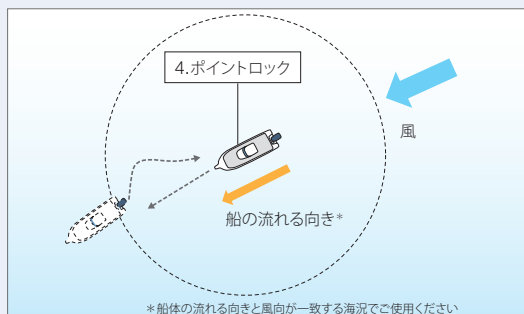 4.ポイントロック
風
船の流れる向き*
*船体の流れる向きと風向が一致する海況でご使用ください